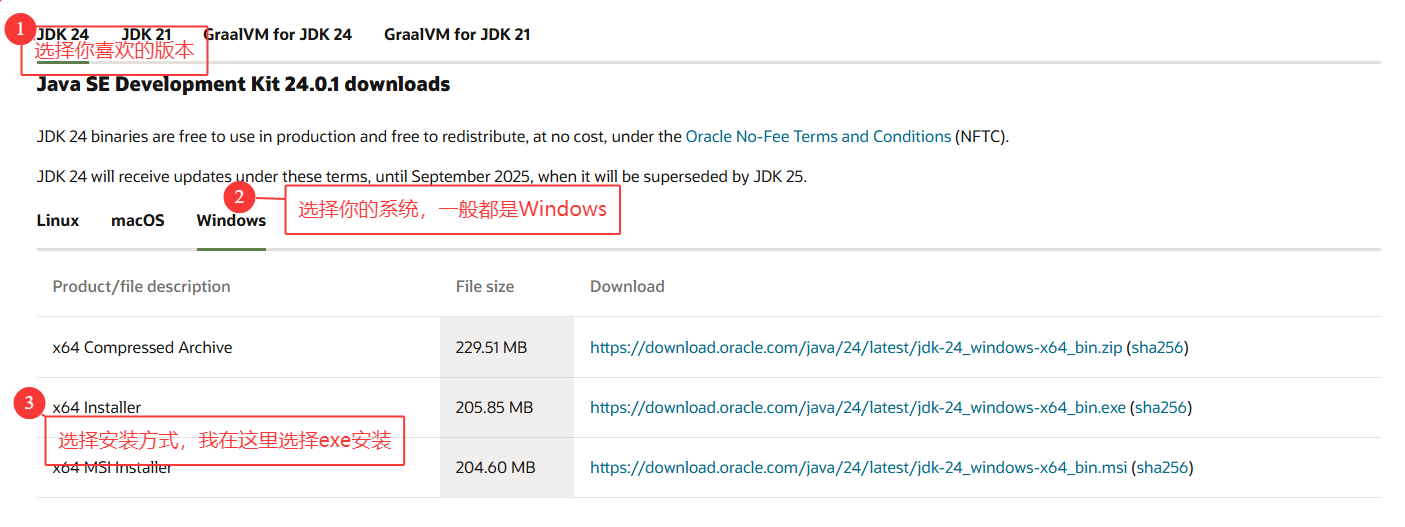 1
JDK 24 JDK 21 GraalVM for JDK 24 GraalVM for JDK 21
选择你喜欢的版本
Java SE Development Kit 24.0.1 downloads
JDK 24 binaries are free to use in production and free to redistribute, at no cost, under the Oracle No-Fee Terms and Conditions (NFTC).
JDK 24 will receive updates under these terms, until September 2025, when it will be superseded by JDK 25.
2
选择你的系统，一般都是Windows
Linux macOS Windows
Product/file description File size Download
x64 Compressed Archive 229.51 MB https://download.oracle.com/java/24/latest/jdk-24_windows-x64_bin.zip (sha256)
3
x64 Installer 205.85 MB https://download.oracle.com/java/24/latest/jdk-24_windows-x64_bin.exe (sha256)
选择安装方式，我在这里选择exe安装
x64 MSI Installer 204.60 MB https://download.oracle.com/java/24/latest/jdk-24_windows-x64_bin.msi (sha256)